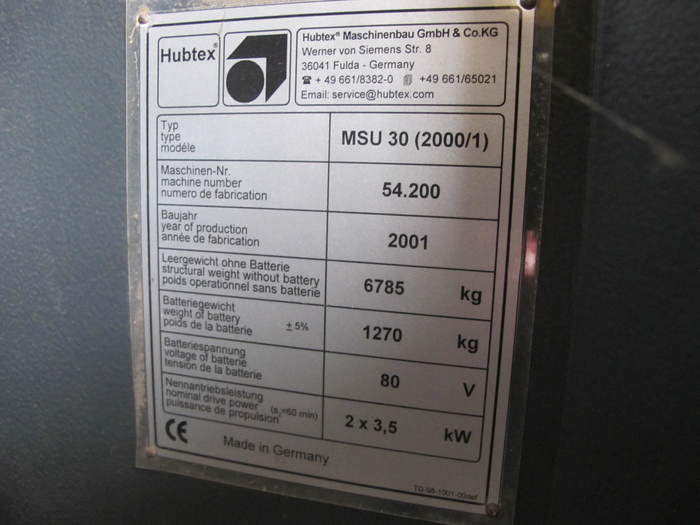 Hubtex®
Hubtex® Maschinenbau GmbH & Co.KG
Werner von Siemens Str. 8
36041 Fulda - Germany
☎ + 49 661/8382-0 +49 661/65021
Email: service@hubtex.com
Typ
type
modéle
MSU 30 (2000/1)
Maschinen-Nr.
machine number
numero de fabrication
54.200
Baujahr
year of production
année de fabrication
2001
Leergewicht ohne Batterie
structural weight without battery
poids operationnel sans batterie
6785 kg
Batteriegewicht
weight of battery
poids de la batterie ± 5%
1270 kg
Batteriespannung
voltage of batterie
tension de la batterie
80 V
Nennantriebsleistung
nominal drive power
puissance de propulsion (s₂=60 min)
2 x 3,5 kW
CE
Made in Germany